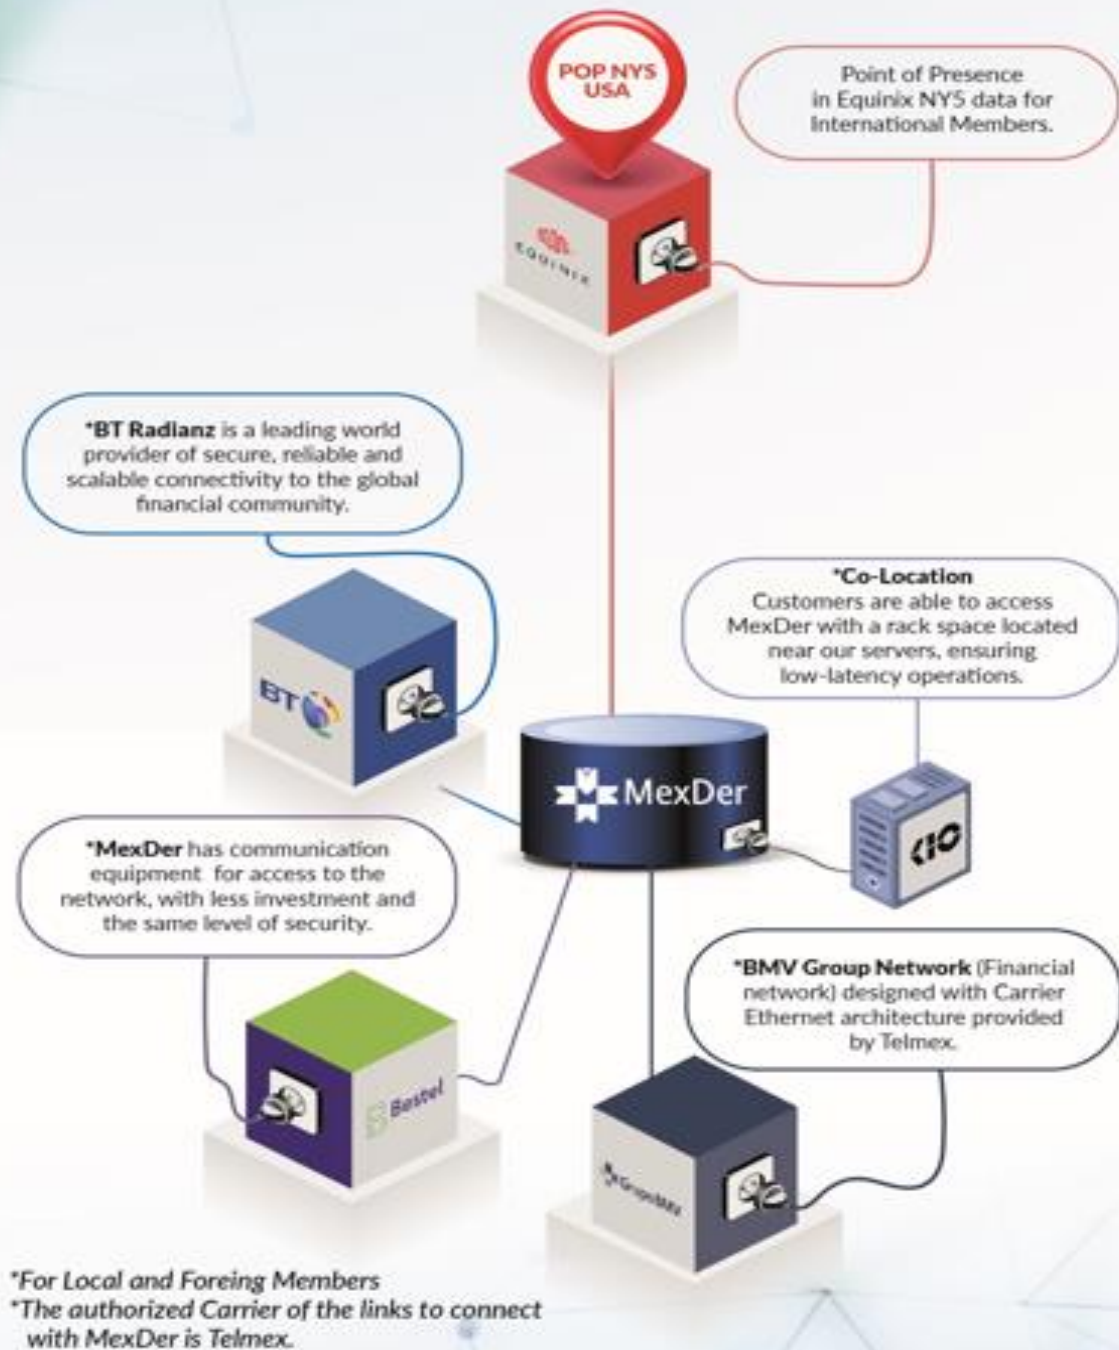 POP NYS
USA
Point of Presence
in Equinix NY5 data for
International Members.
EQUINIX
*BT Radianz is a leading world
provider of secure, reliable and
scalable connectivity to the global
financial community.
*Co-Location
Customers are able to access
MexDer with a rack space located
near our servers, ensuring
low-latency operations.
BT
MexDer
KIO
*MexDer has communication
equipment for access to the
network, with less investment and
the same level of security.
*BMV Group Network (Financial
network) designed with Carrier
Ethernet architecture provided
by Telmex.
Bestel
GrupoBMV
*For Local and Foreing Members
*The authorized Carrier of the links to connect
with MexDer is Telmex.